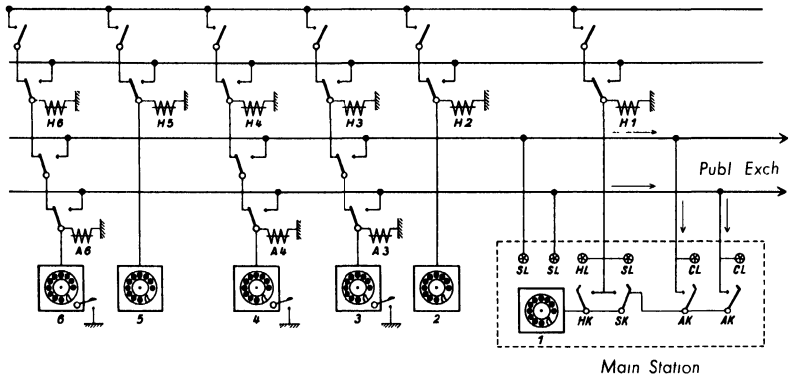 H6 H5 H4 H3 H2 H1
Publ Exch
A6 A4 A3
SL SL HL SL CL CL
HK SK AK AK
6 5 4 3 2 1
Main Station